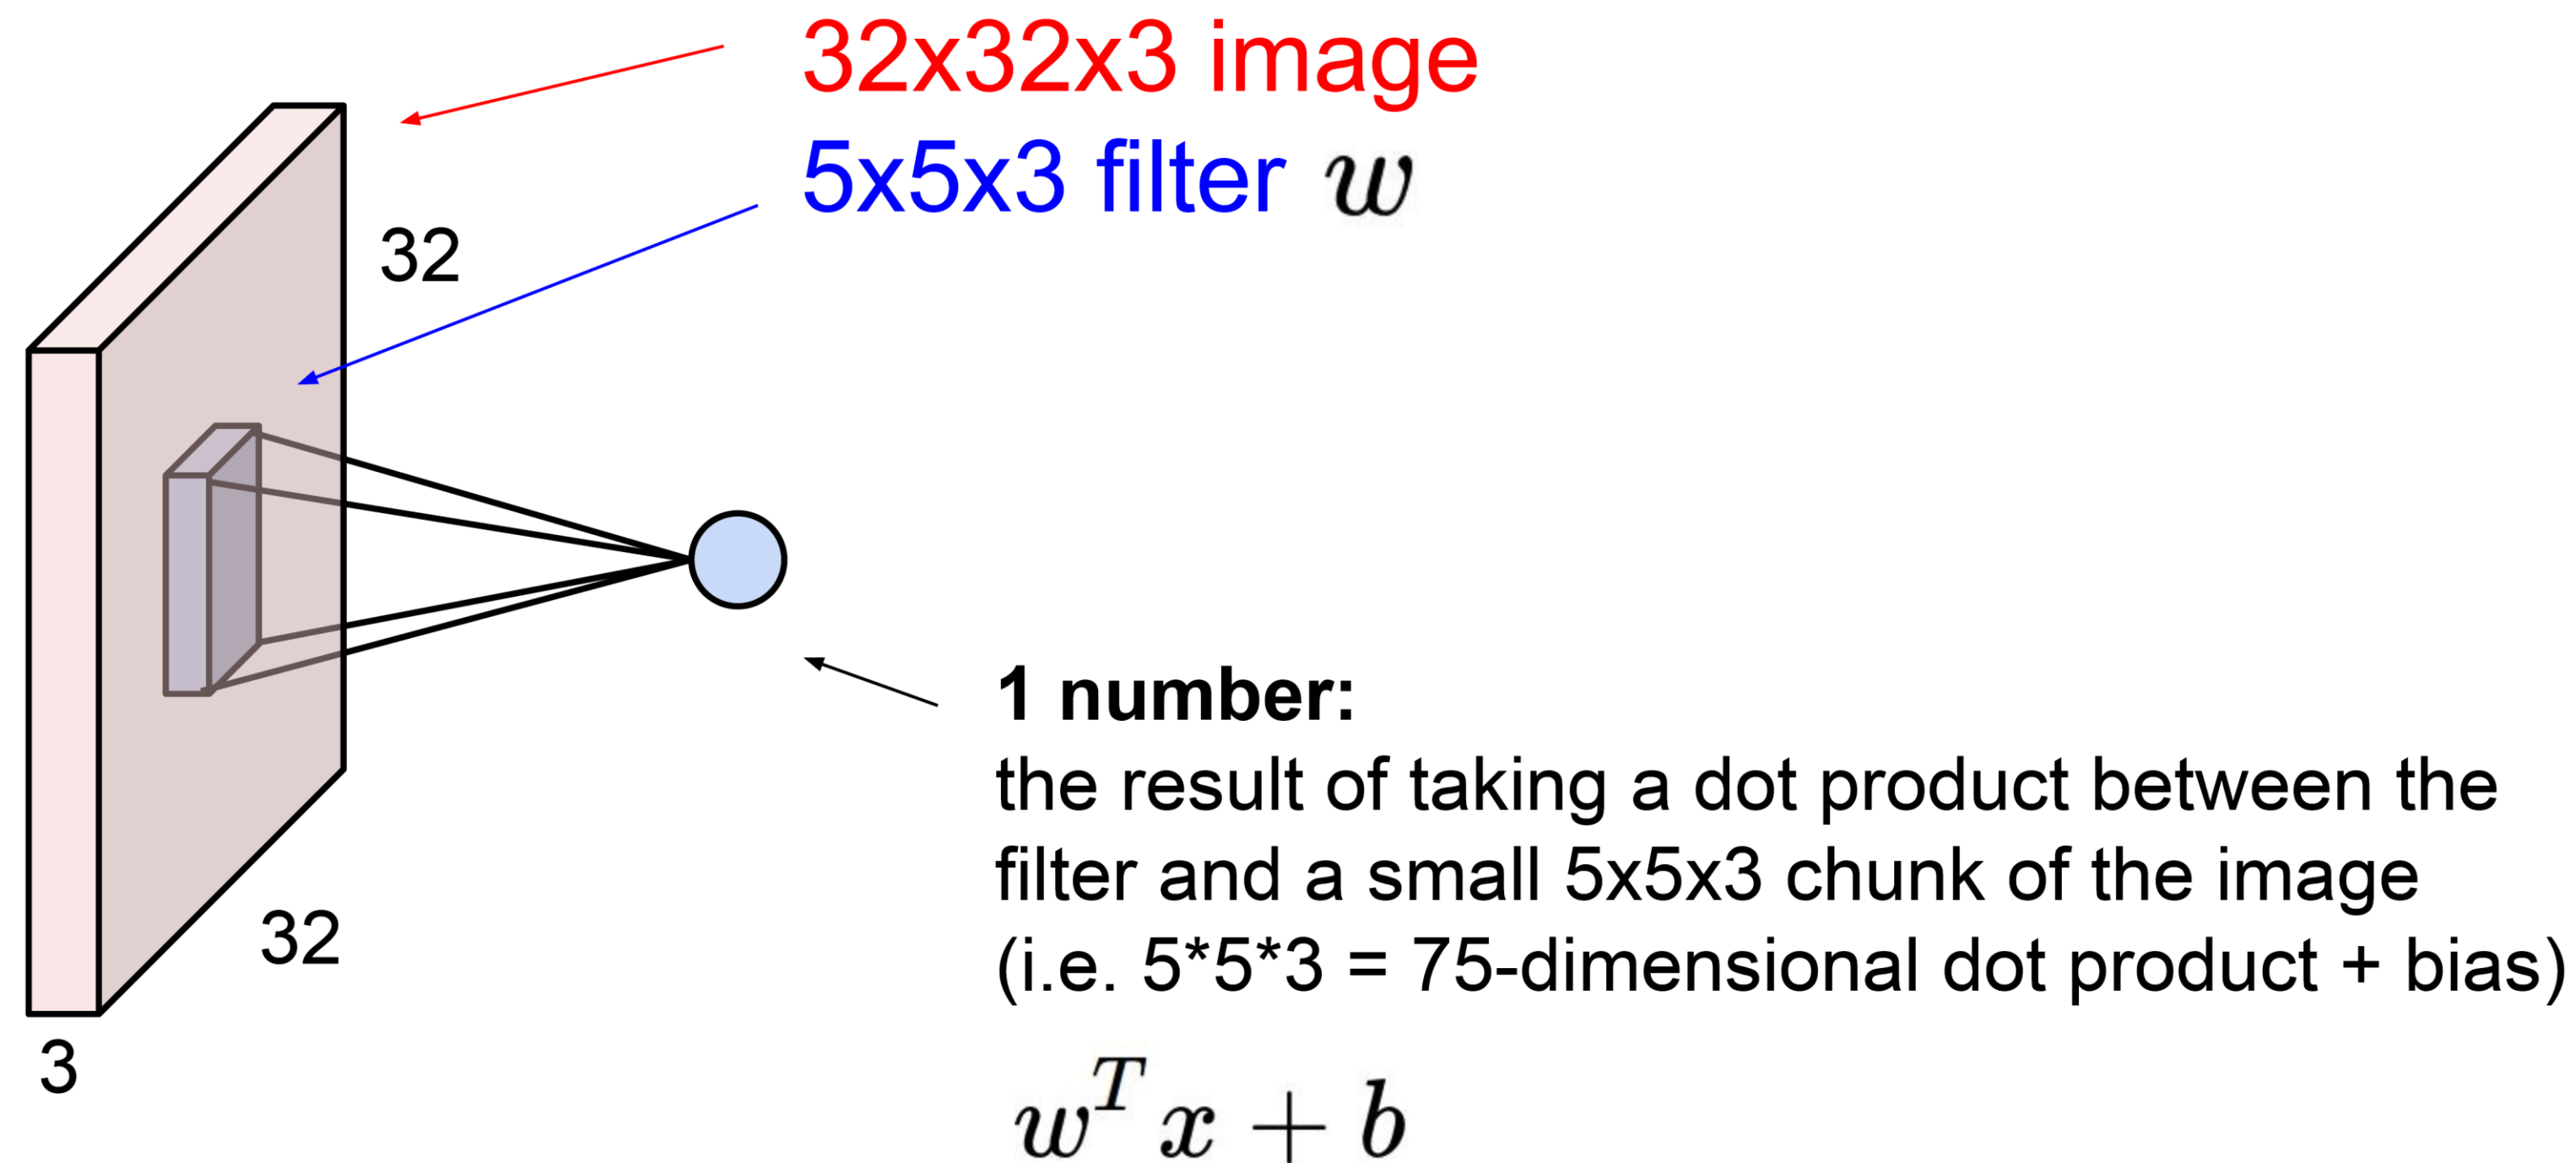 32x32x3 image
5x5x3 filter w
32
32
3
1 number:
the result of taking a dot product between the
filter and a small 5x5x3 chunk of the image
(i.e. 5*5*3 = 75-dimensional dot product + bias)
w^T x + b